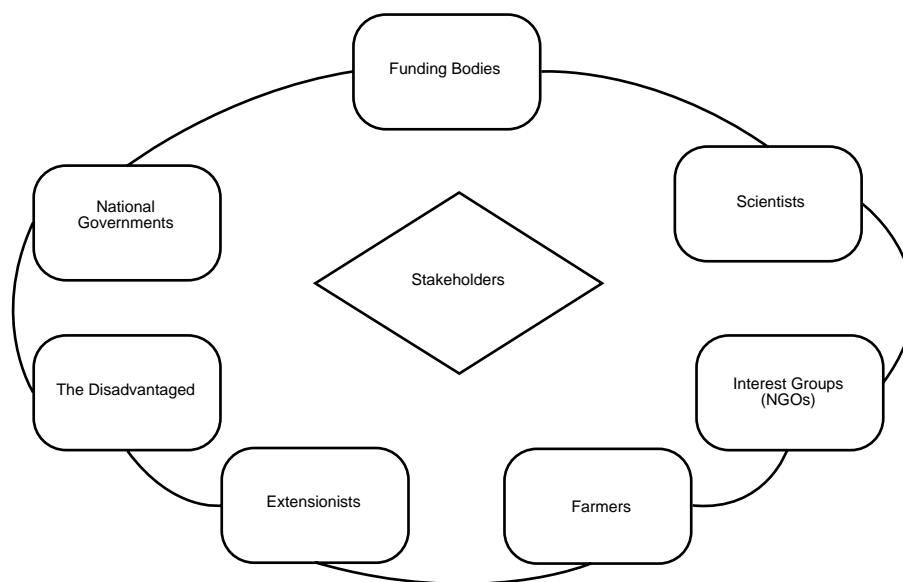 Funding Bodies
National
Governments
Scientists
Stakeholders
The Disadvantaged
Interest Groups
(NGOs)
Extensionists
Farmers